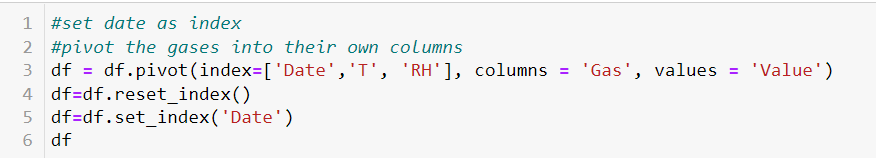 1 #set date as index
2 #pivot the gases into their own columns
3 df = df.pivot(index=['Date','T', 'RH'], columns = 'Gas', values = 'Value')
4 df=df.reset_index()
5 df=df.set_index('Date')
6 df